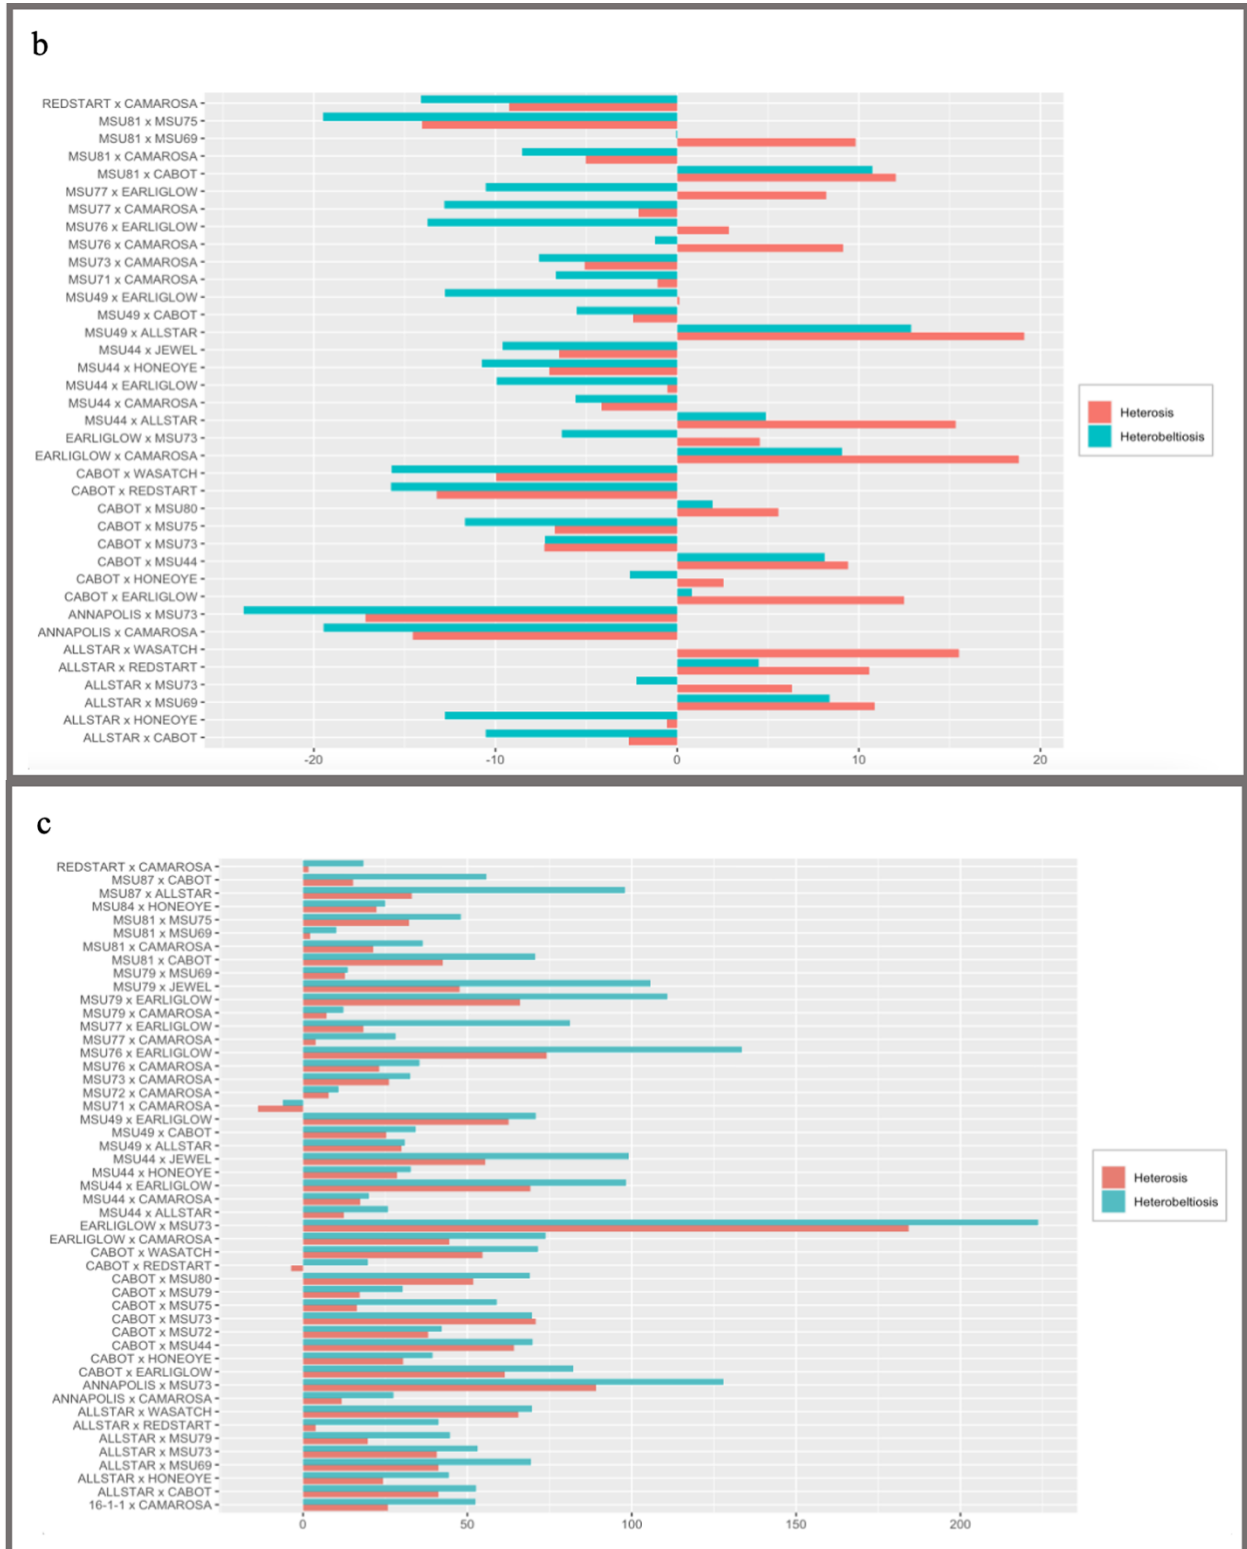 b
REDSTART x CAMAROSA
MSU81 x MSU75
MSU81 x MSU69
MSU81 x CAMAROSA
MSU81 x CABOT
MSU77 x EARLIGLOW
MSU77 x CAMAROSA
MSU76 x EARLIGLOW
MSU76 x CAMAROSA
MSU73 x CAMAROSA
MSU71 x CAMAROSA
MSU49 x EARLIGLOW
MSU49 x CABOT
MSU49 x ALLSTAR
MSU44 x JEWEL
MSU44 x HONEOYE
MSU44 x EARLIGLOW
MSU44 x CAMAROSA
MSU44 x ALLSTAR
EARLIGLOW x MSU73
EARLIGLOW x CAMAROSA
CABOT x WASATCH
CABOT x REDSTART
CABOT x MSU80
CABOT x MSU75
CABOT x MSU73
CABOT x MSU44
CABOT x HONEOYE
CABOT x EARLIGLOW
ANNAPOLIS x MSU73
ANNAPOLIS x CAMAROSA
ALLSTAR x WASATCH
ALLSTAR x REDSTART
ALLSTAR x MSU73
ALLSTAR x MSU69
ALLSTAR x HONEOYE
ALLSTAR x CABOT
-20 -10 0 10 20
Heterosis
Heterobeltiosis
c
REDSTART x CAMAROSA
MSU87 x CABOT
MSU87 x ALLSTAR
MSU84 x HONEOYE
MSU81 x MSU75
MSU81 x MSU69
MSU81 x CAMAROSA
MSU81 x CABOT
MSU79 x MSU69
MSU79 x JEWEL
MSU79 x EARLIGLOW
MSU79 x CAMAROSA
MSU77 x EARLIGLOW
MSU77 x CAMAROSA
MSU76 x EARLIGLOW
MSU76 x CAMAROSA
MSU73 x CAMAROSA
MSU72 x CAMAROSA
MSU71 x CAMAROSA
MSU49 x EARLIGLOW
MSU49 x CABOT
MSU49 x ALLSTAR
MSU44 x JEWEL
MSU44 x HONEOYE
MSU44 x EARLIGLOW
MSU44 x CAMAROSA
MSU44 x ALLSTAR
EARLIGLOW x MSU73
EARLIGLOW x CAMAROSA
CABOT x WASATCH
CABOT x REDSTART
CABOT x MSU80
CABOT x MSU79
CABOT x MSU75
CABOT x MSU73
CABOT x MSU72
CABOT x MSU44
CABOT x HONEOYE
CABOT x EARLIGLOW
ANNAPOLIS x MSU73
ANNAPOLIS x CAMAROSA
ALLSTAR x WASATCH
ALLSTAR x REDSTART
ALLSTAR x MSU79
ALLSTAR x MSU73
ALLSTAR x MSU69
ALLSTAR x HONEOYE
ALLSTAR x CABOT
16-1-1 x CAMAROSA
0 50 100 150 200
Heterosis
Heterobeltiosis